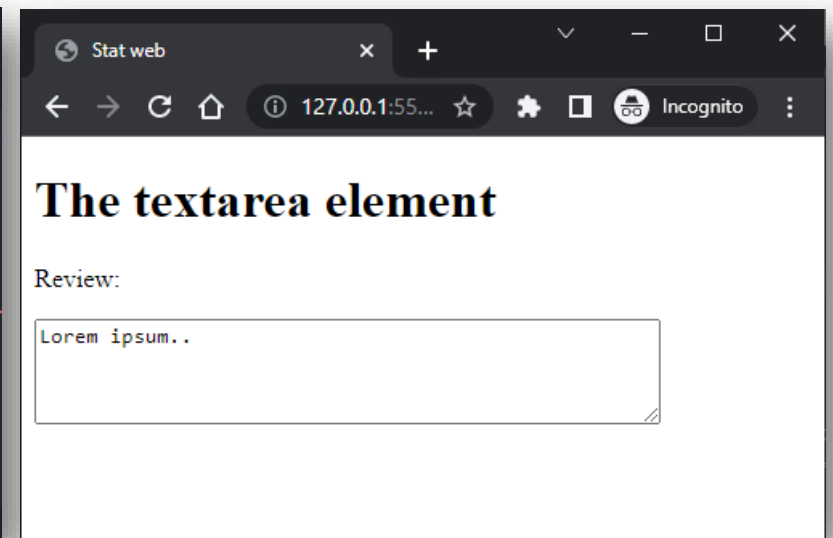 Stat web
127.0.0.1:55... Incognito
The textarea element
Review:
Lorem ipsum..